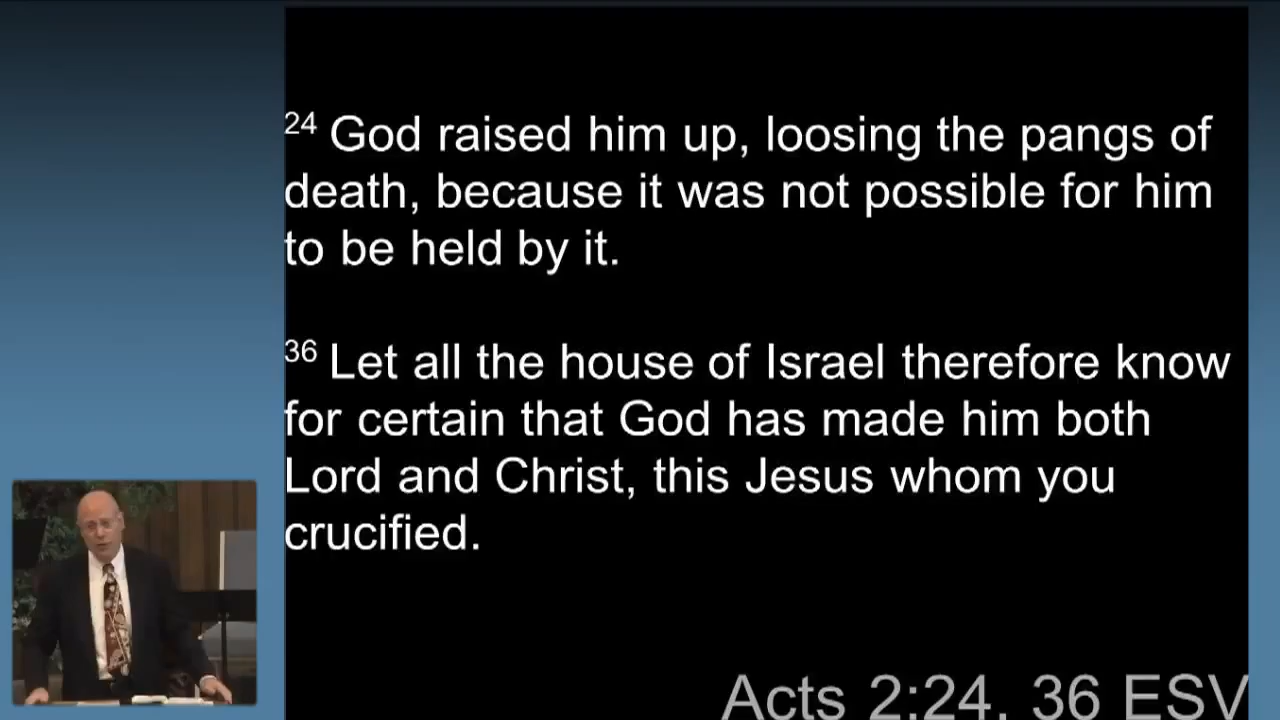 24 God raised him up, loosing the pangs of
death, because it was not possible for him
to be held by it.
36 Let all the house of Israel therefore know
for certain that God has made him both
Lord and Christ, this Jesus whom you
crucified.
Acts 2:24, 36 ESV